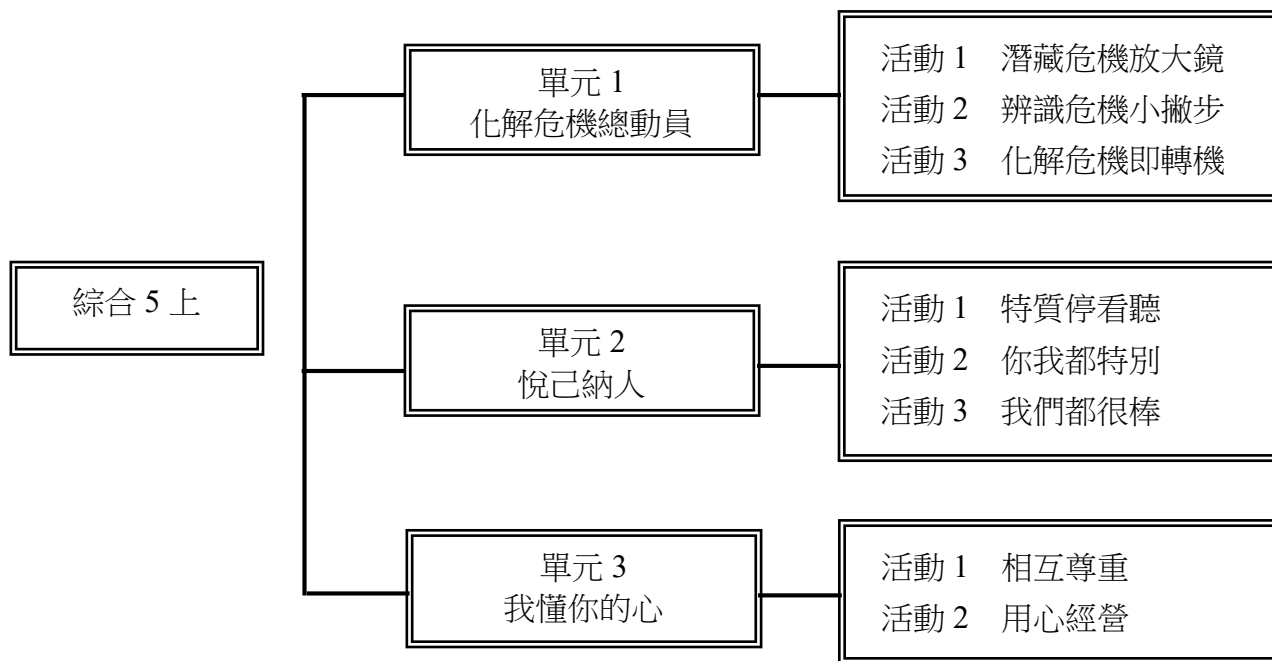 綜合 5 上
單元 1
化解危機總動員
活動 1 潛藏危機放大鏡
活動 2 辨識危機小撇步
活動 3 化解危機即轉機
單元 2
悅己納人
活動 1 特質停看聽
活動 2 你我都特別
活動 3 我們都很棒
單元 3
我懂你的心
活動 1 相互尊重
活動 2 用心經營